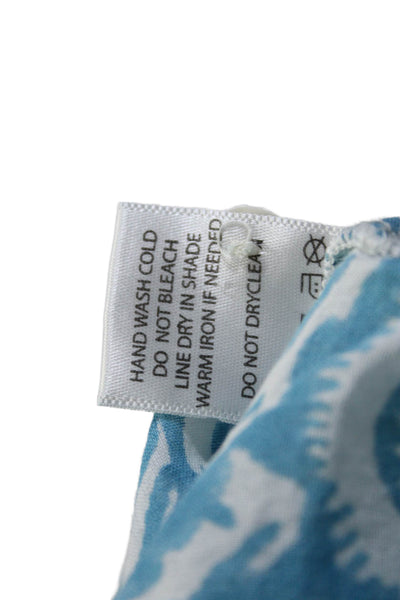 HAND WASH COLD
DO NOT BLEACH
LINE DRY IN SHADE
WARM IRON IF NEEDED
DO NOT DRYCLEAN